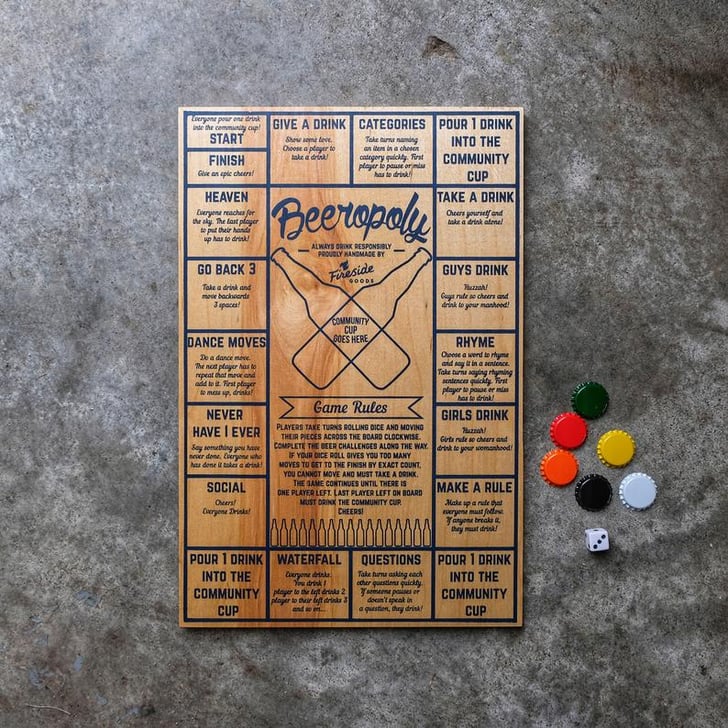 Everyone pour one drink
into the community cup!
START
FINISH
Give an epic cheers!
GIVE A DRINK
Show some love.
Choose a player to
take a drink!
CATEGORIES
Take turns naming
an item in a chosen
category quickly. First
player to pause or miss
has to drink!
POUR 1 DRINK
INTO THE
COMMUNITY
CUP
TAKE A DRINK
Cheers yourself and
take a drink alone!
GUYS DRINK
Huzzah!
Guys rule so cheers and
drink to your manhood!
RHYME
Choose a word to rhyme
and say it in a sentence.
Take turns saying rhyming
sentences quickly. First
player to pause or miss
has to drink!
GIRLS DRINK
Huzzah!
Girls rule so cheers and
drink to your womanhood!
MAKE A RULE
Make up a rule that
everyone must follow.
If anyone breaks it,
they must drink!
POUR 1 DRINK
INTO THE
COMMUNITY
CUP
QUESTIONS
Take turns asking each
other questions quickly.
If someone pauses or
doesn't speak in
a question, they drink!
WATERFALL
Everyone drinks.
You drink 1
player to the left drinks 2
player to their left drinks 3
and so on...
POUR 1 DRINK
INTO THE
COMMUNITY
CUP
SOCIAL
Cheers!
Everyone Drinks!
NEVER
HAVE I EVER
Say something you have
never done. Everyone who
has done it takes a drink!
DANCE MOVES
Do a dance move.
The next player has to
repeat that move and
add to it. First player
to mess up, drinks!
GO BACK 3
Take a drink and
move backwards
3 spaces!
HEAVEN
Everyone reaches for
the sky. The last player
to put their hands
up has to drink!
Beeropoly
ALWAYS DRINK RESPONSIBLY
PROUDLY HANDMADE BY
Fireside
GOODS
COMMUNITY
CUP
GOES HERE
Game Rules
PLAYERS TAKE TURNS ROLLING DICE AND MOVING
THEIR PIECES ACROSS THE BOARD CLOCKWISE.
COMPLETE THE BEER CHALLENGES ALONG THE WAY.
IF YOUR DICE ROLL GIVES YOU TOO MANY
MOVES TO GET TO THE FINISH BY EXACT COUNT,
YOU CANNOT MOVE AND MUST TAKE A DRINK.
THE GAME CONTINUES UNTIL THERE IS
ONE PLAYER LEFT. LAST PLAYER LEFT ON BOARD
MUST DRINK THE COMMUNITY CUP.
CHEERS!